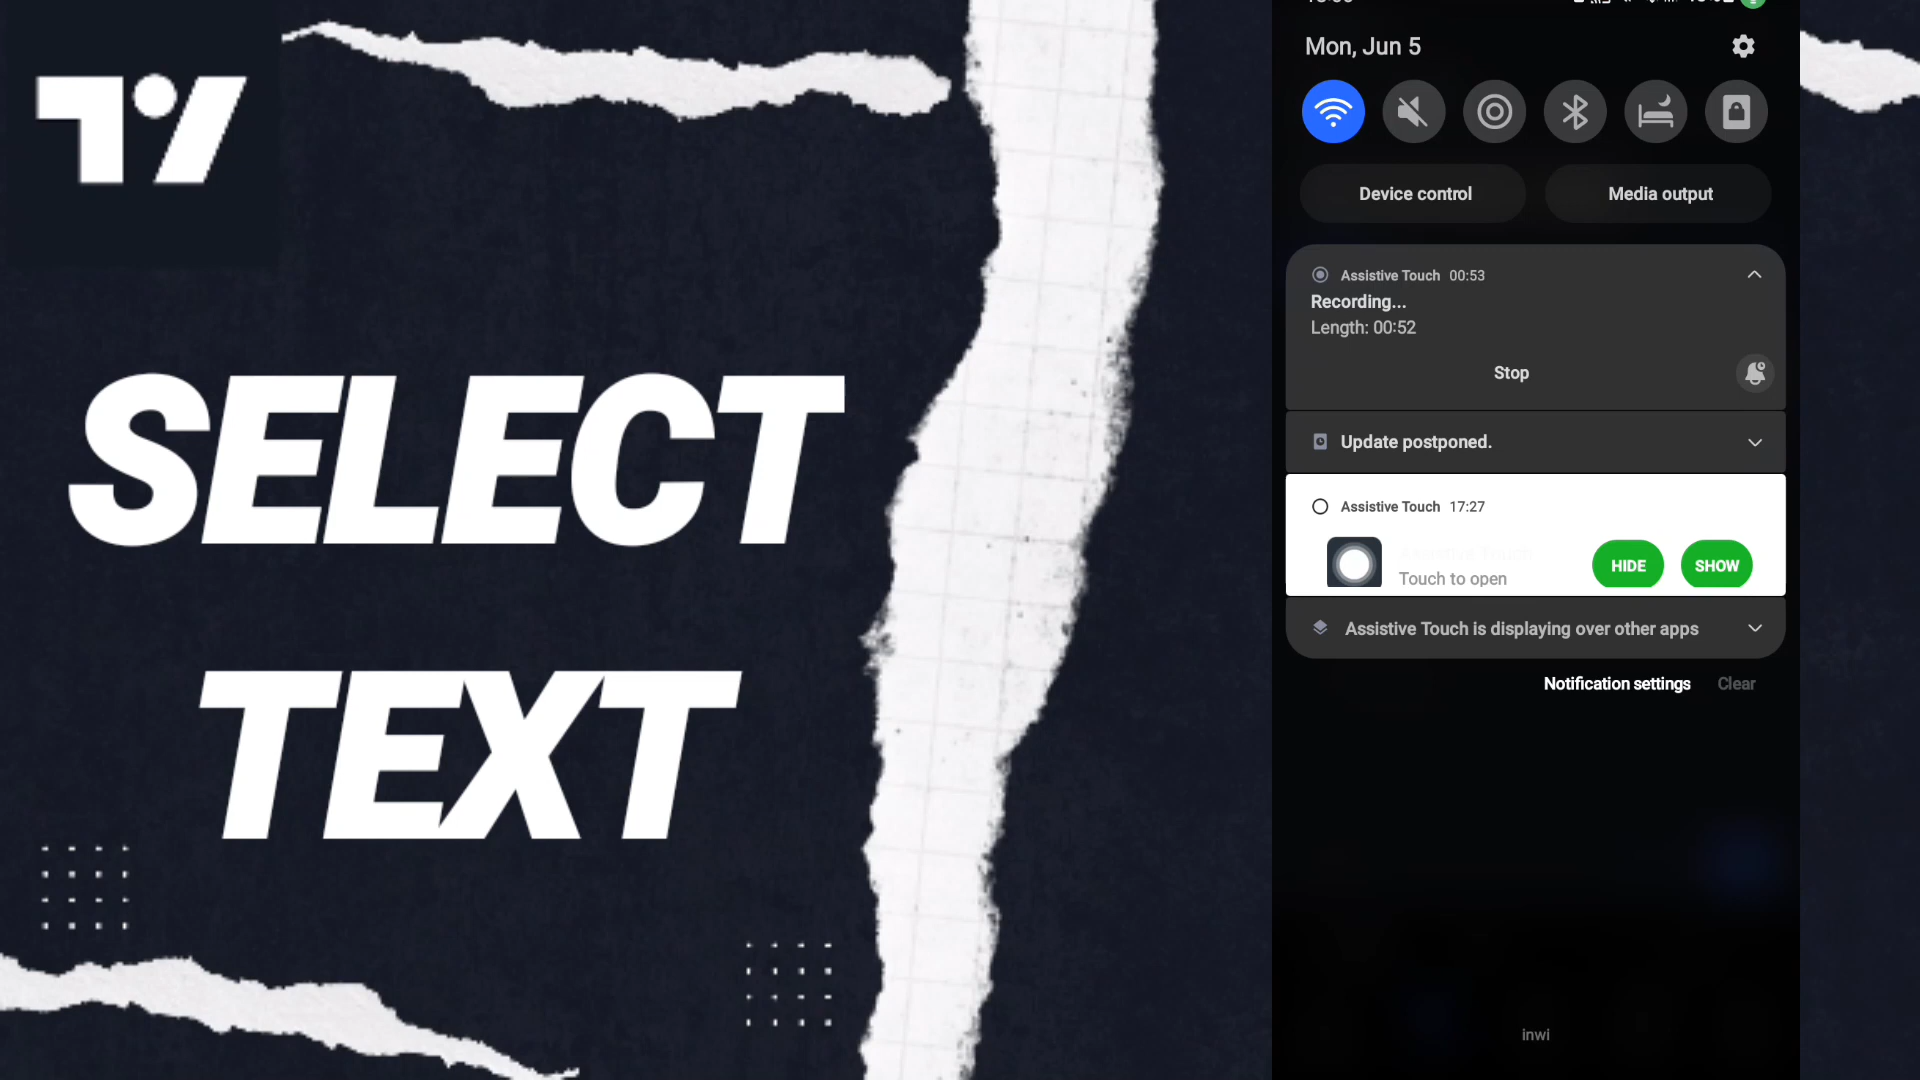 SELECT
TEXT
Mon, Jun 5
Device control
Media output
Assistive Touch 00:53
Recording...
Length: 00:52
Stop
Update postponed.
Assistive Touch 17:27
Touch to open
HIDE
SHOW
Assistive Touch is displaying over other apps
Notification settings
Clear
inwi